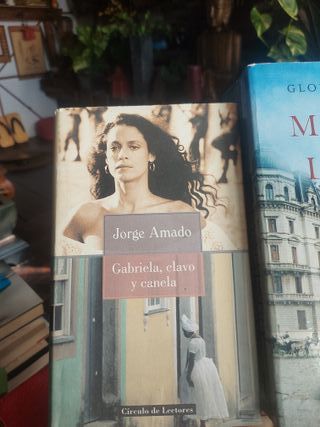 Jorge Amado
Gabriela, clavo
y canela
Círculo de Lectores
GLO
M
L